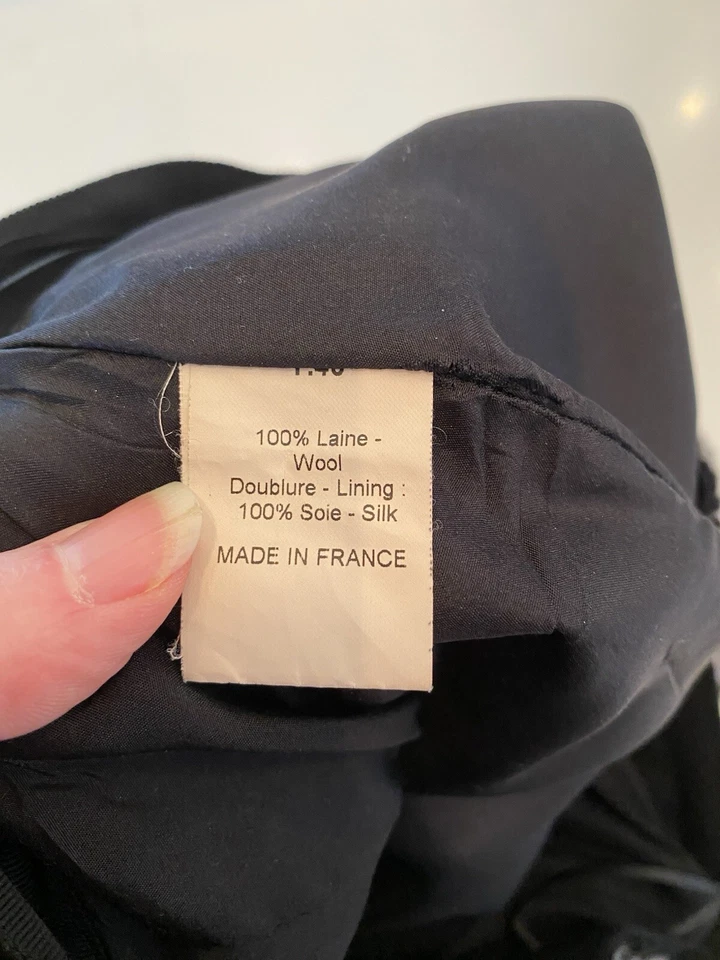 100% Laine -
Wool
Doublure - Lining :
100% Soie - Silk
MADE IN FRANCE